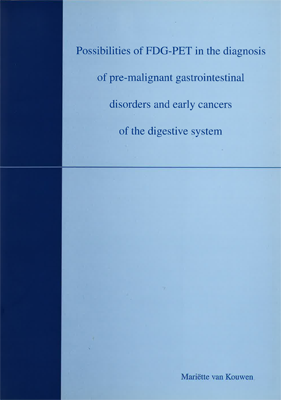 Possibilities of FDG-PET in the diagnosis
of pre-malignant gastrointestinal
disorders and early cancers
of the digestive system
Mariëtte van Kouwen